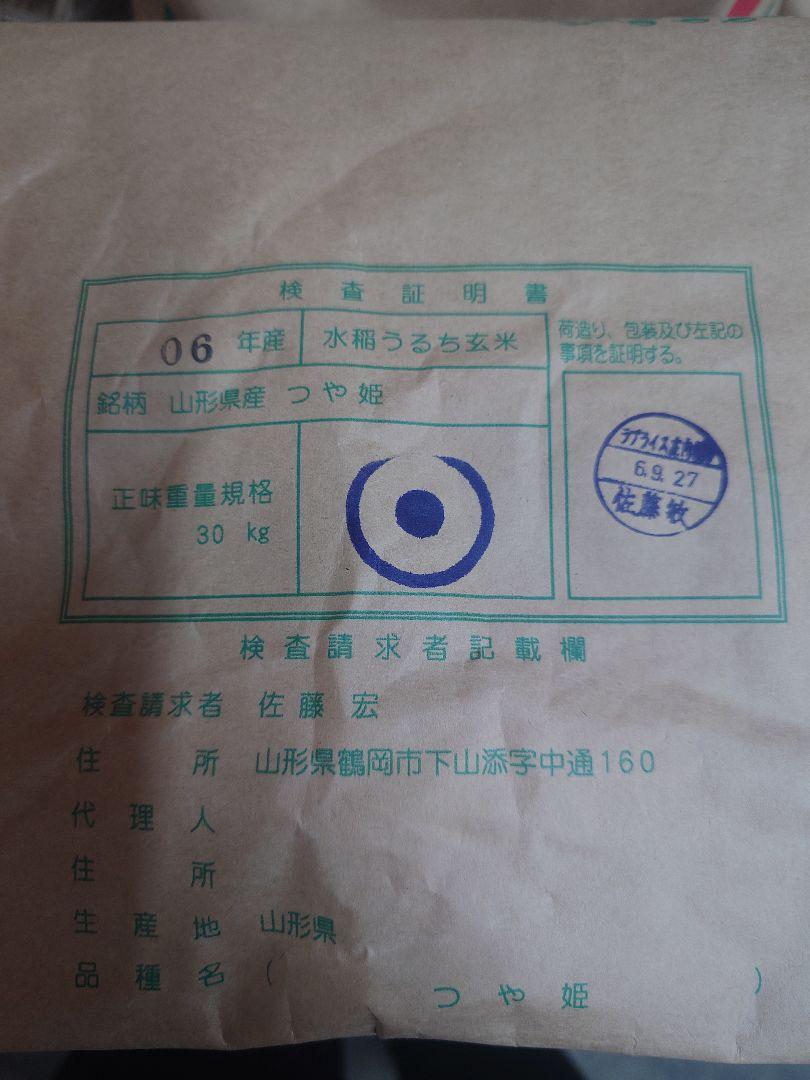 検査証明書
06 年産 水稲うるち玄米
銘柄 山形県産 つや姫
正味重量規格
30 kg
荷造り、包装及び左記の
事項を証明する。
6.9.27
佐藤敏
検査請求者記載欄
検査請求者 佐藤 宏
住所 山形県鶴岡市下山添字中通160
代理人
住所
生産地 山形県
品種名 ( つや姫 )